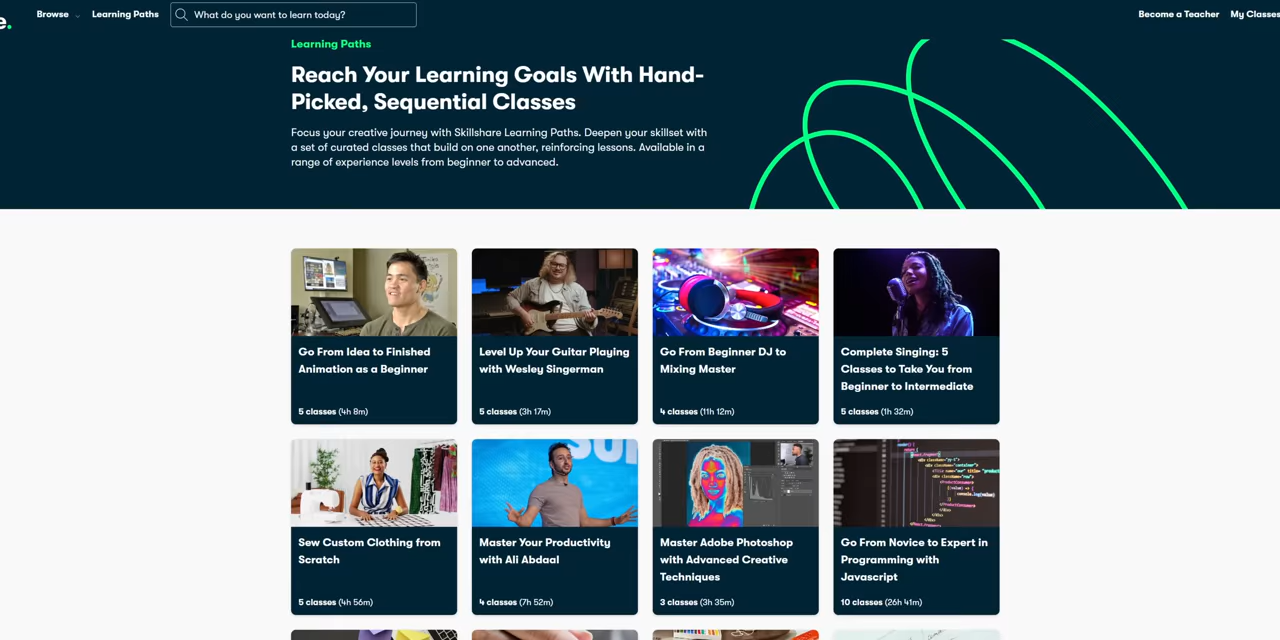 e.
Browse
Learning Paths
What do you want to learn today?
Become a Teacher
My Classes
Learning Paths
Reach Your Learning Goals With Hand-
Picked, Sequential Classes
Focus your creative journey with Skillshare Learning Paths. Deepen your skillset with
a set of curated classes that build on one another, reinforcing lessons. Available in a
range of experience levels from beginner to advanced.
Go From Idea to Finished
Animation as a Beginner
5 classes (4h 8m)
Level Up Your Guitar Playing
with Wesley Singerman
5 classes (3h 17m)
Go From Beginner DJ to
Mixing Master
4 classes (11h 12m)
Complete Singing: 5
Classes to Take You from
Beginner to Intermediate
5 classes (1h 32m)
Sew Custom Clothing from
Scratch
5 classes (4h 56m)
Master Your Productivity
with Ali Abdaal
4 classes (7h 52m)
Master Adobe Photoshop
with Advanced Creative
Techniques
3 classes (3h 35m)
Go From Novice to Expert in
Programming with
Javascript
10 classes (26h 41m)